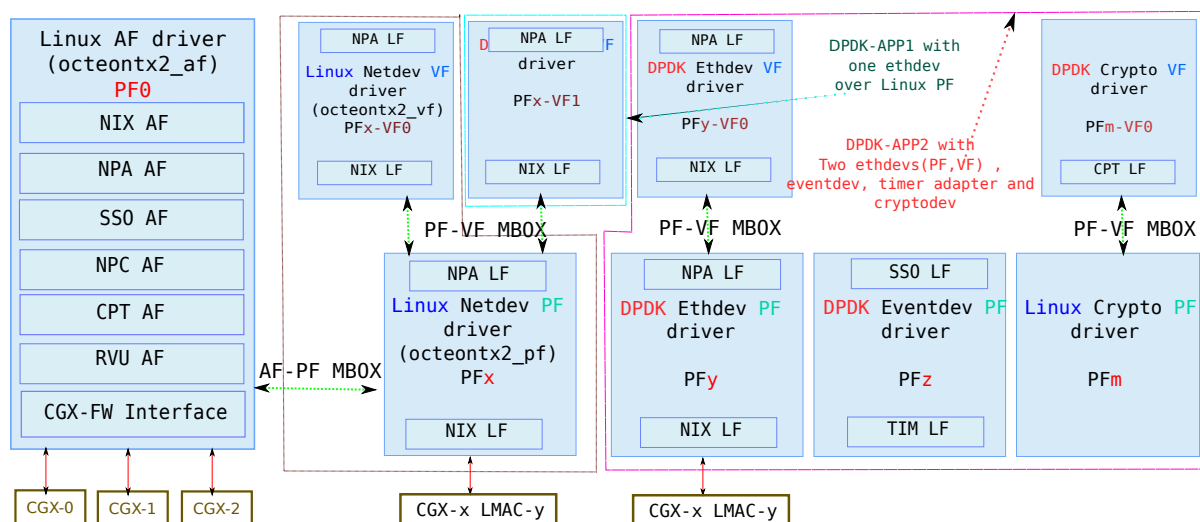 Linux AF driver
(octeontx2_af)
PF0
NIX AF
NPA AF
SSO AF
NPC AF
CPT AF
RVU AF
CGX-FW Interface
CGX-0
CGX-1
CGX-2
AF-PF MBOX
NPA LF
Linux Netdev VF
driver
(octeontx2_vf)
PFx-VF0
NIX LF
NPA LF
D VF
driver
PFx-VF1
NIX LF
PF-VF MBOX
NPA LF
Linux Netdev PF
driver
(octeontx2_pf)
PFx
NIX LF
CGX-x LMAC-y
NPA LF
DPDK Ethdev VF
driver
PFy-VF0
NIX LF
PF-VF MBOX
NPA LF
DPDK Ethdev PF
driver
PFy
NIX LF
CGX-x LMAC-y
DPDK-APP1 with
one ethdev
over Linux PF
DPDK-APP2 with
Two ethdevs(PF,VF) ,
eventdev, timer adapter and
cryptodev
SSO LF
DPDK Eventdev PF
driver
PFz
TIM LF
DPDK Crypto VF
driver
PFm-VF0
CPT LF
PF-VF MBOX
Linux Crypto PF
driver
PFm